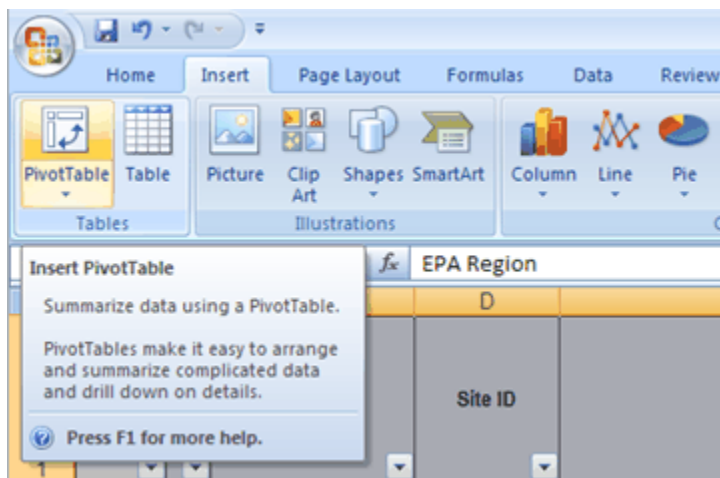 Home Insert Page Layout Formulas Data Review
PivotTable Table Picture Clip Art Shapes SmartArt Column Line Pie
Tables Illustrations
fx EPA Region
Insert PivotTable
Summarize data using a PivotTable.
PivotTables make it easy to arrange
and summarize complicated data
and drill down on details.
Press F1 for more help.
D
Site ID
1